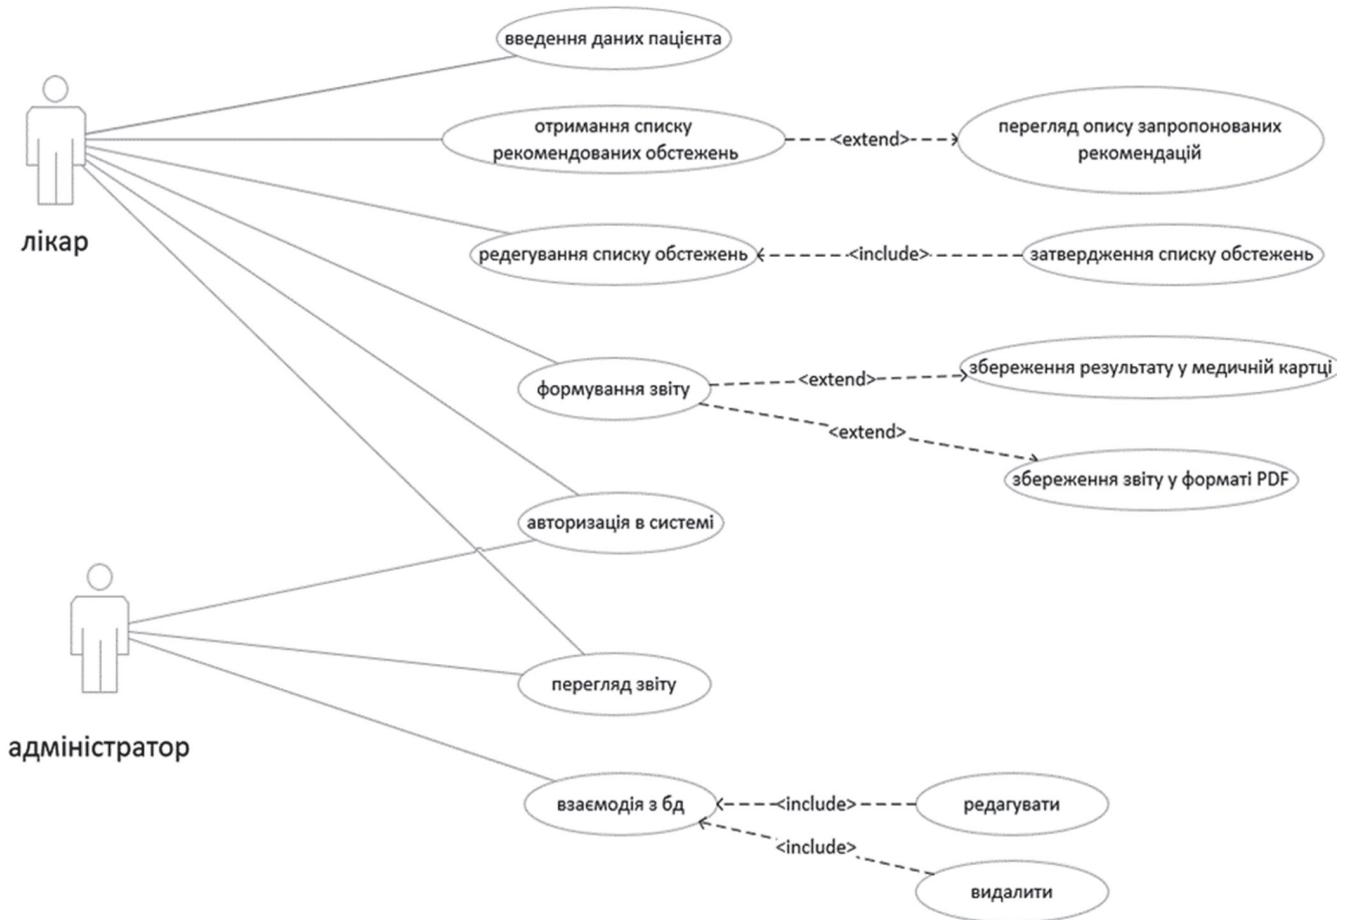 введення даних пацієнта
отримання списку
рекомендованих обстежень
<extend>
перегляд опису запропонованих
рекомендацій
лікар
редегування списку обстежень
<include>
затвердження списку обстежень
формування звіту
<extend>
збереження результату у медичній картці
<extend>
збереження звіту у форматі PDF
авторизація в системі
перегляд звіту
адміністратор
взаємодія з бд
<include>
редагувати
<include>
видалити